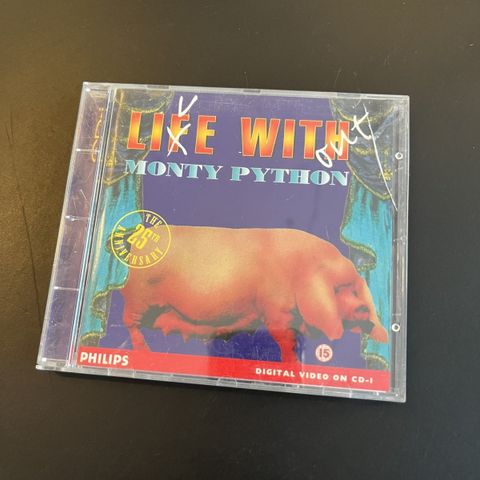 V
LIFE WITH out
MONTY PYTHON
THE
25TH
ANNIVERSARY
15
PHILIPS
DIGITAL VIDEO ON CD-I